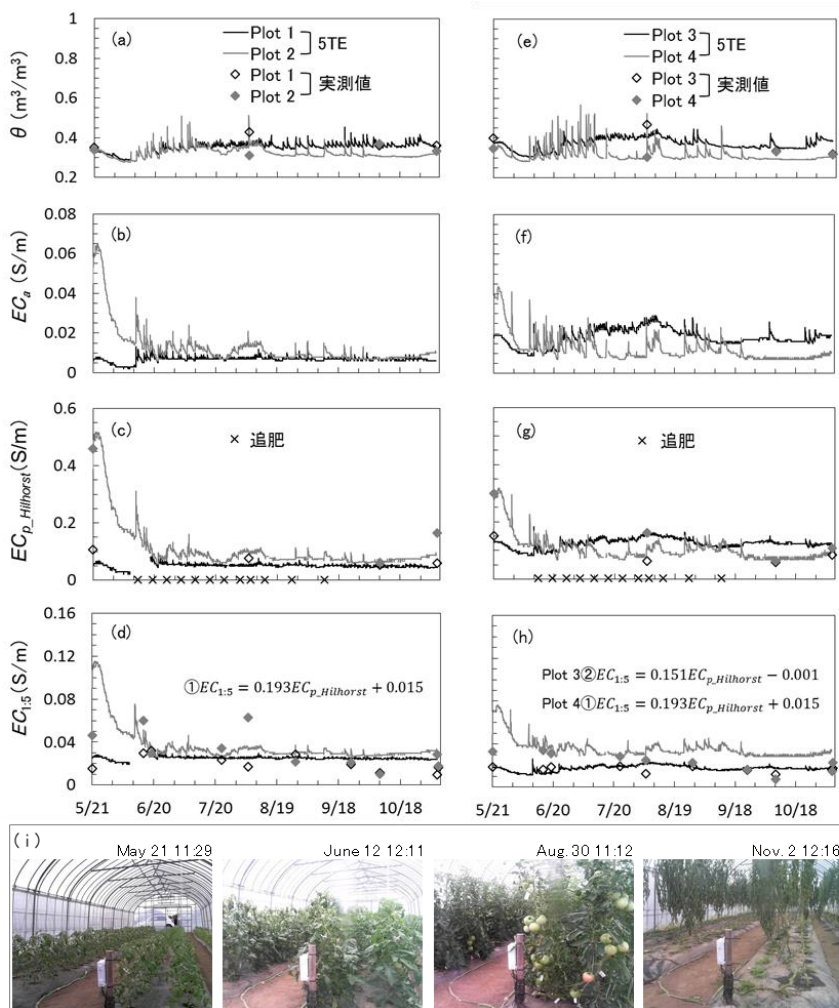 (a)
Plot 1
Plot 2
5TE
Plot 1
Plot 2
実測値
θ (m³/m³)
1
0.8
0.6
0.4
0.2
(e)
Plot 3
Plot 4
5TE
Plot 3
Plot 4
実測値
(b)
ECa (S/m)
0.08
0.06
0.04
0.02
0
(f)
(c)
× 追肥
ECp_Hilhorst(S/m)
0.6
0.4
0.2
0
(g)
× 追肥
(d)
①EC1:5 = 0.193ECp_Hilhorst + 0.015
EC1:5(S/m)
0.16
0.12
0.08
0.04
0
5/21 6/20 7/20 8/19 9/18 10/18
(h)
Plot 3②EC1:5 = 0.151ECp_Hilhorst − 0.001
Plot 4①EC1:5 = 0.193ECp_Hilhorst + 0.015
5/21 6/20 7/20 8/19 9/18 10/18
(i)
May 21 11:29
June 12 12:11
Aug. 30 11:12
Nov. 2 12:16